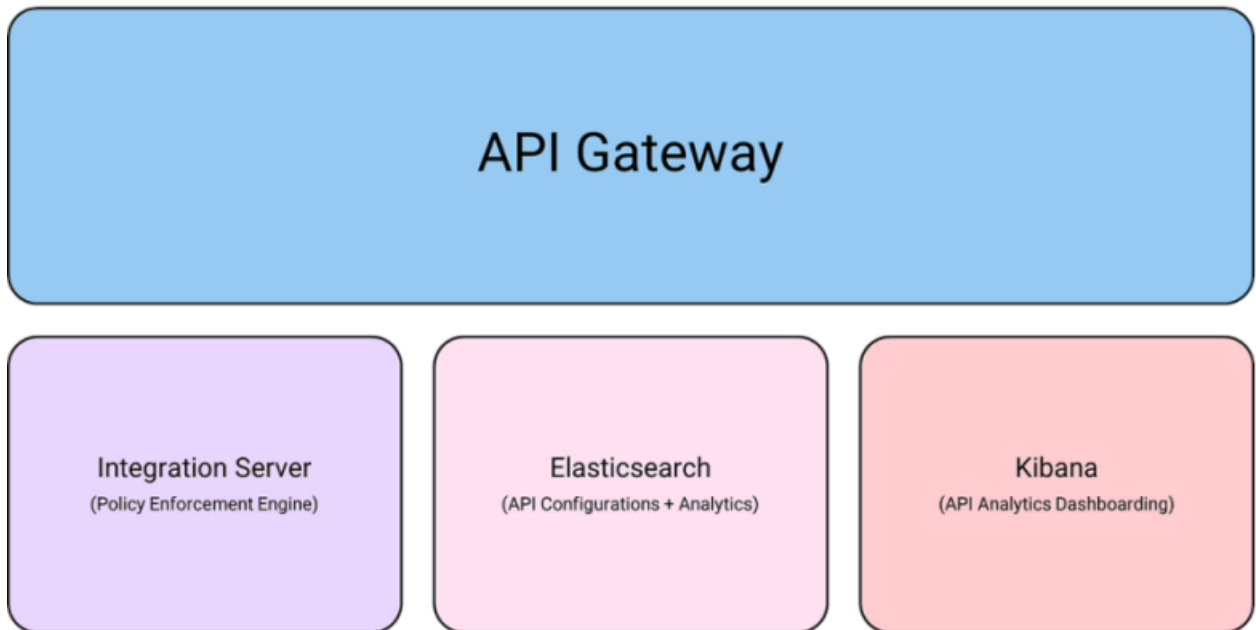 API Gateway
Integration Server
(Policy Enforcement Engine)
Elasticsearch
(API Configurations + Analytics)
Kibana
(API Analytics Dashboarding)